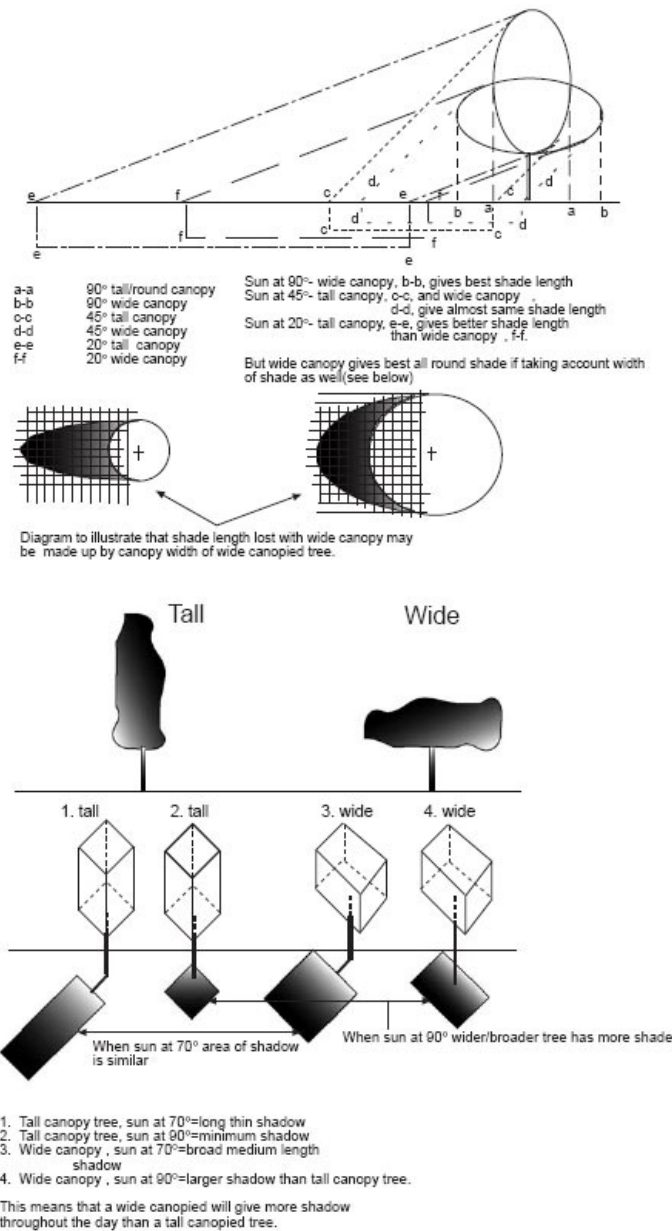 e
f
c
d
e
f
c
d
b
a
a
b
d
c
d
c
f
f
e
e
a-a 90° tall/round canopy
b-b 90° wide canopy
c-c 45° tall canopy
d-d 45° wide canopy
e-e 20° tall canopy
f-f 20° wide canopy
Sun at 90°- wide canopy, b-b, gives best shade length
Sun at 45°- tall canopy, c-c, and wide canopy ,
d-d, give almost same shade length
Sun at 20°- tall canopy, e-e, gives better shade length
than wide canopy , f-f.
But wide canopy gives best all round shade if taking account width
of shade as well(see below)
Diagram to illustrate that shade length lost with wide canopy may
be made up by canopy width of wide canopied tree.
Tall
Wide
1. tall
2. tall
3. wide
4. wide
When sun at 70° area of shadow
is similar
When sun at 90° wider/broader tree has more shade
1. Tall canopy tree, sun at 70°=long thin shadow
2. Tall canopy tree, sun at 90°=minimum shadow
3. Wide canopy , sun at 70°=broad medium length
shadow
4. Wide canopy , sun at 90°=larger shadow than tall canopy tree.
This means that a wide canopied will give more shadow
throughout the day than a tall canopied tree.